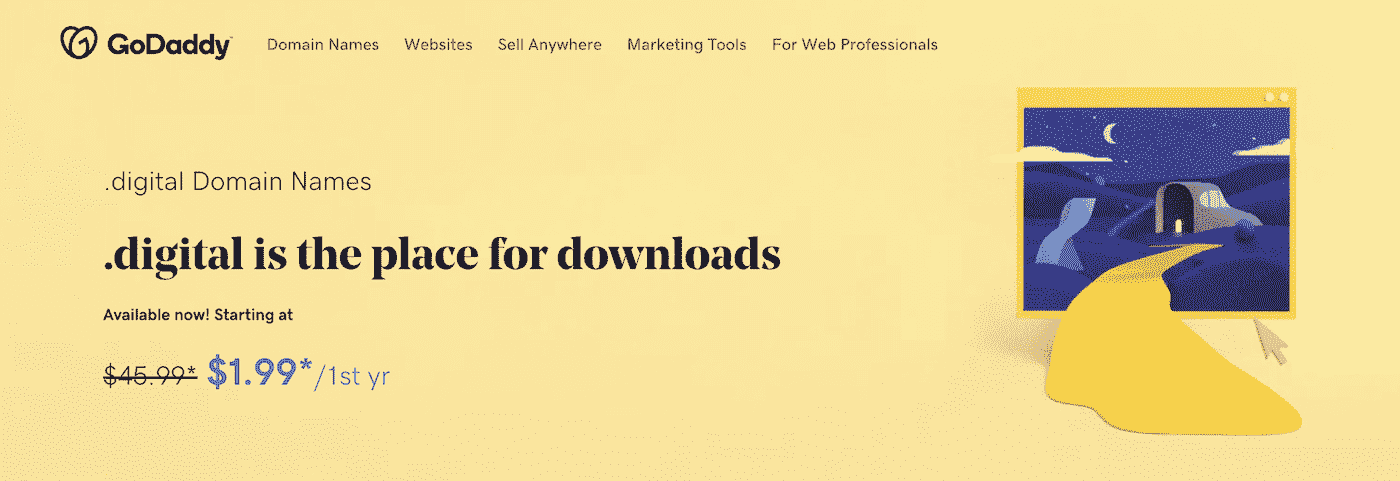 GoDaddy Domain Names Websites Sell Anywhere Marketing Tools For Web Professionals
.digital Domain Names
.digital is the place for downloads
Available now! Starting at
$45.99* $1.99*/1st yr